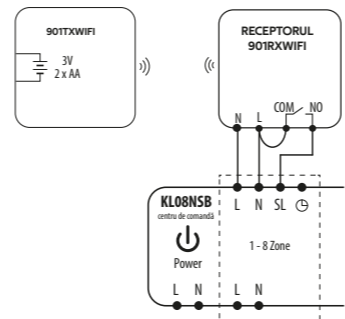 901TXWIFI
3V
2 x AA
RECEPTORUL
901RXWIFI
COM NO
N L
KL08NSB
centru de comandă
Power
L N SL
1 - 8 Zone
L N L N